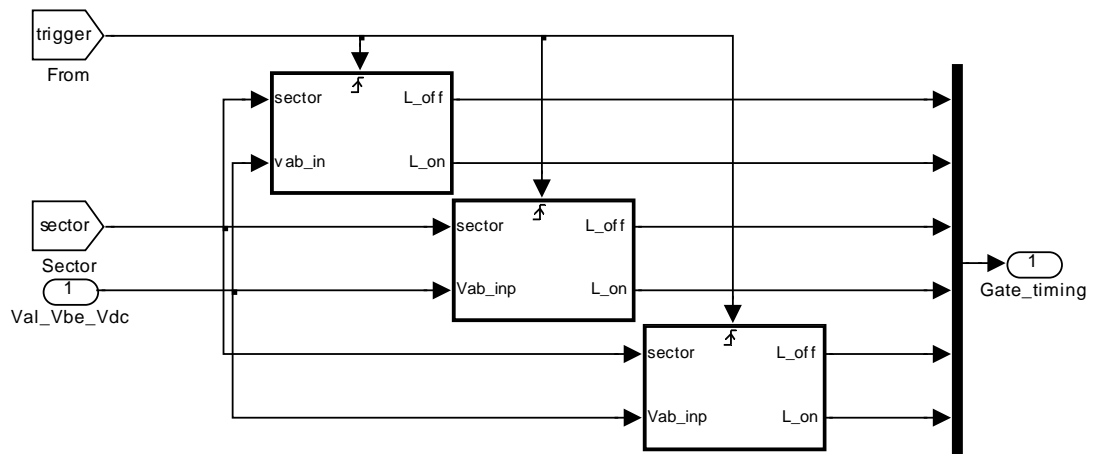 trigger
From
sector
L_off
vab_in
L_on
sector
Sector
1
Val_Vbe_Vdc
sector
L_off
Vab_inp
L_on
1
Gate_timing
sector
L_off
Vab_inp
L_on